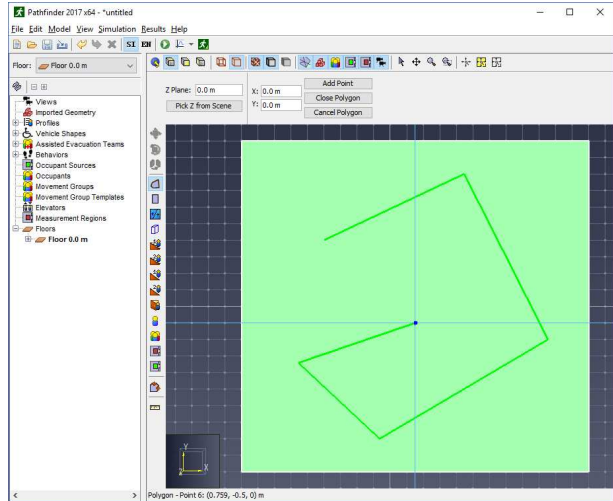 Pathfinder 2017 x64 - *untitled
File Edit Model View Simulation Results Help
SI EN
Floor: Floor 0.0 m
Z Plane: 0.0 m X: 0.0 m Add Point
Pick Z from Scene Y: 0.0 m Close Polygon
Cancel Polygon
Views
Imported Geometry
Profiles
Vehicle Shapes
Assisted Evacuation Teams
Behaviors
Occupant Sources
Occupants
Movement Groups
Movement Group Templates
Elevators
Measurement Regions
Floors
Floor 0.0 m
Y
Z X
Polygon - Point 6: (0.759, -0.5, 0) m